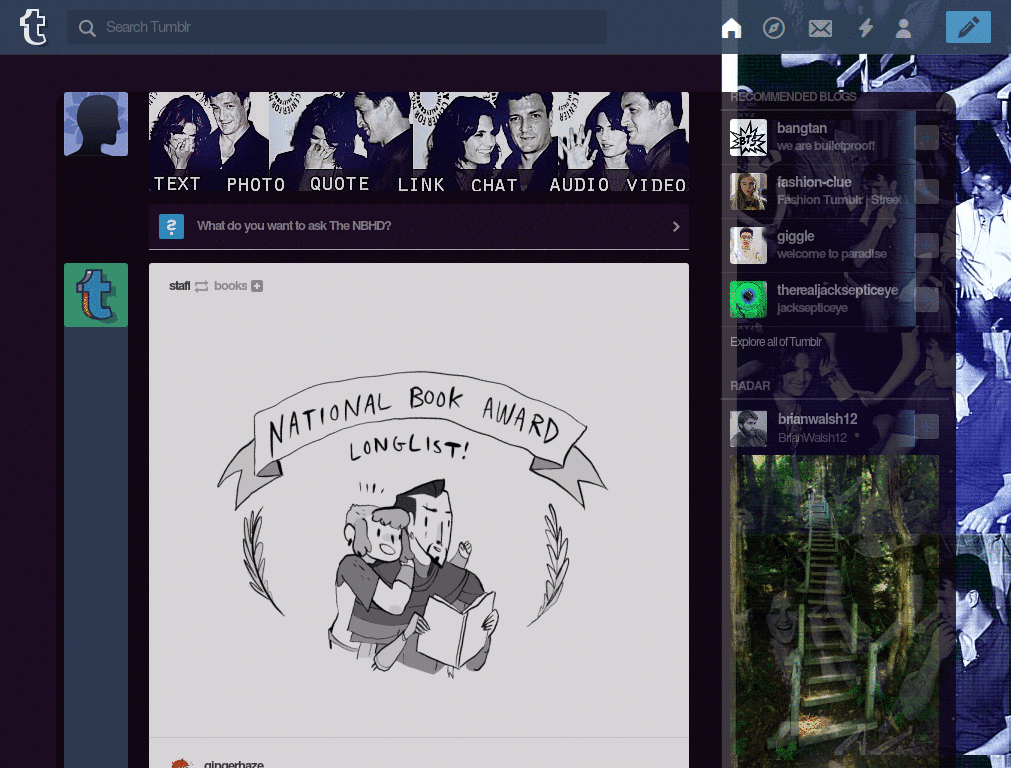 Search Tumblr
TEXT PHOTO QUOTE LINK CHAT AUDIO VIDEO
What do you want to ask The NBHD?
staff books
NATIONAL BOOK AWARD
LONGLIST!
gingerhaze
RECOMMENDED BLOGS
bangtan
we are bulletproof!
fashion-clue
Fashion Tumblr | Street
giggle
welcome to paradise
therealjacksepticeye
jacksepticeye
Explore all of Tumblr
RADAR
brianwalsh12
BrianWalsh12